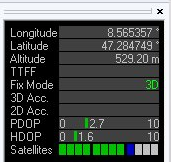 Longitude 8.565357 °
Latitude 47.284749 °
Altitude 529.20 m
TTFF
Fix Mode 3D
3D Acc.
2D Acc.
PDOP 0 2.7 10
HDOP 0 1.6 10
Satellites